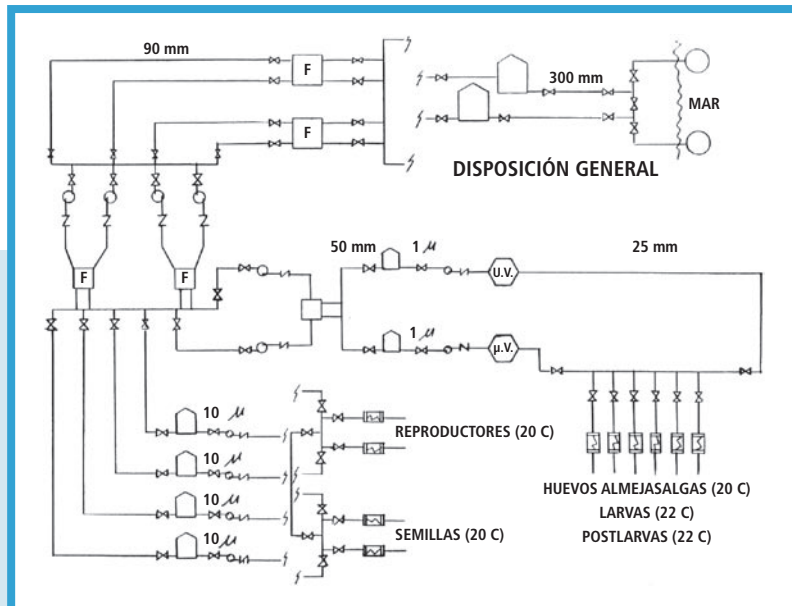 90 mm
F
300 mm
MAR
F
DISPOSICIÓN GENERAL
F
F
50 mm
1 µ
25 mm
U.V.
1 µ
µ.V.
10 µ
REPRODUCTORES (20 C)
10 µ
10 µ
SEMILLAS (20 C)
10 µ
HUEVOS ALMEJASALGAS (20 C)
LARVAS (22 C)
POSTLARVAS (22 C)